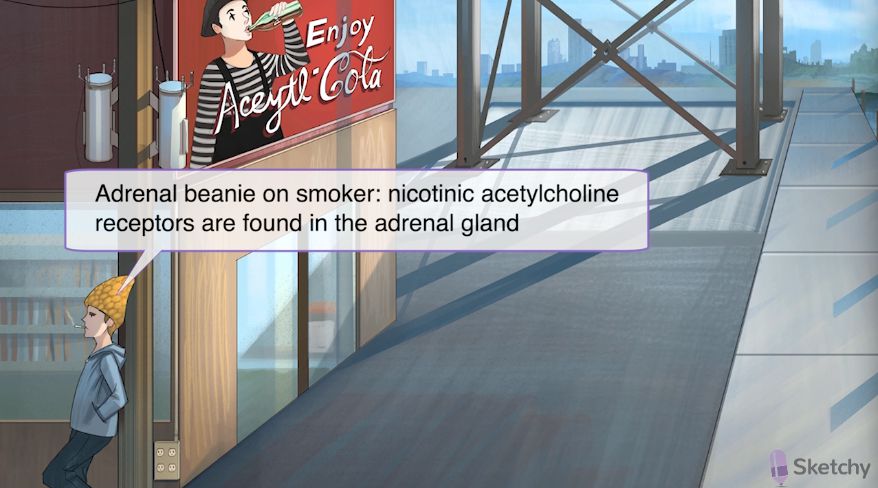 Enjoy
Aceytl-Cola
Adrenal beanie on smoker: nicotinic acetylcholine
receptors are found in the adrenal gland
Sketchy